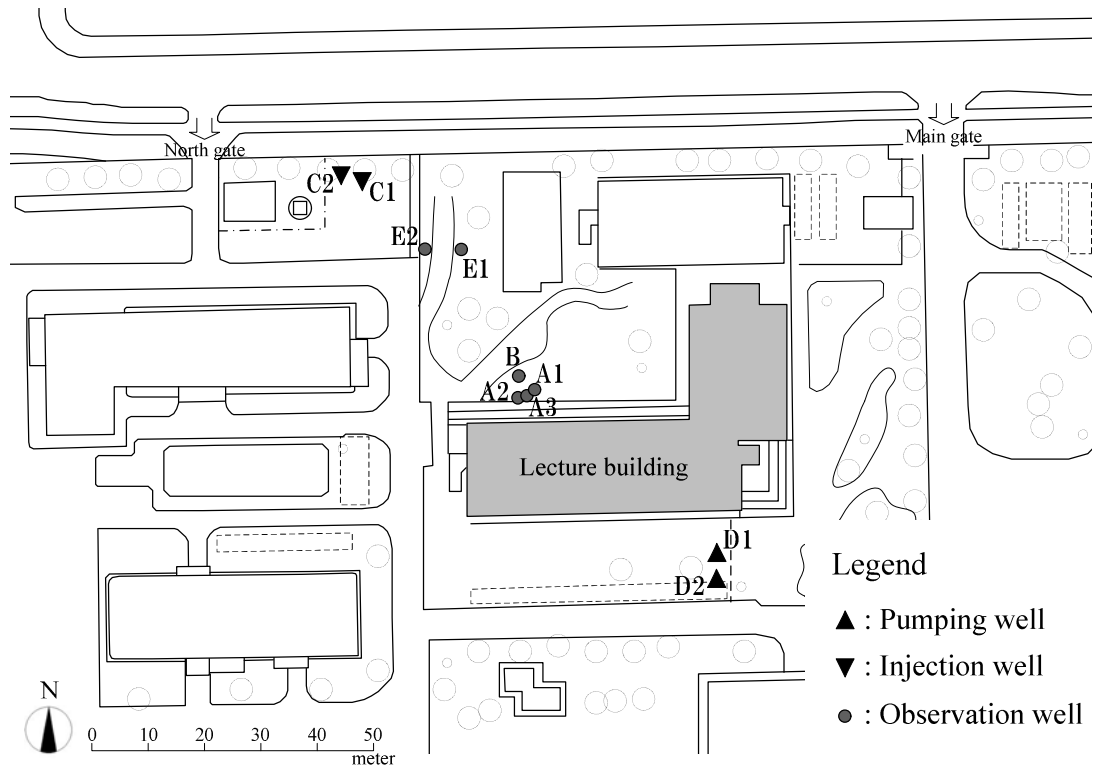 North gate
Main gate
C2
C1
E2
E1
B
A1
A2
A3
Lecture building
D1
D2
Legend
: Pumping well
: Injection well
: Observation well
N
0 10 20 30 40 50
meter